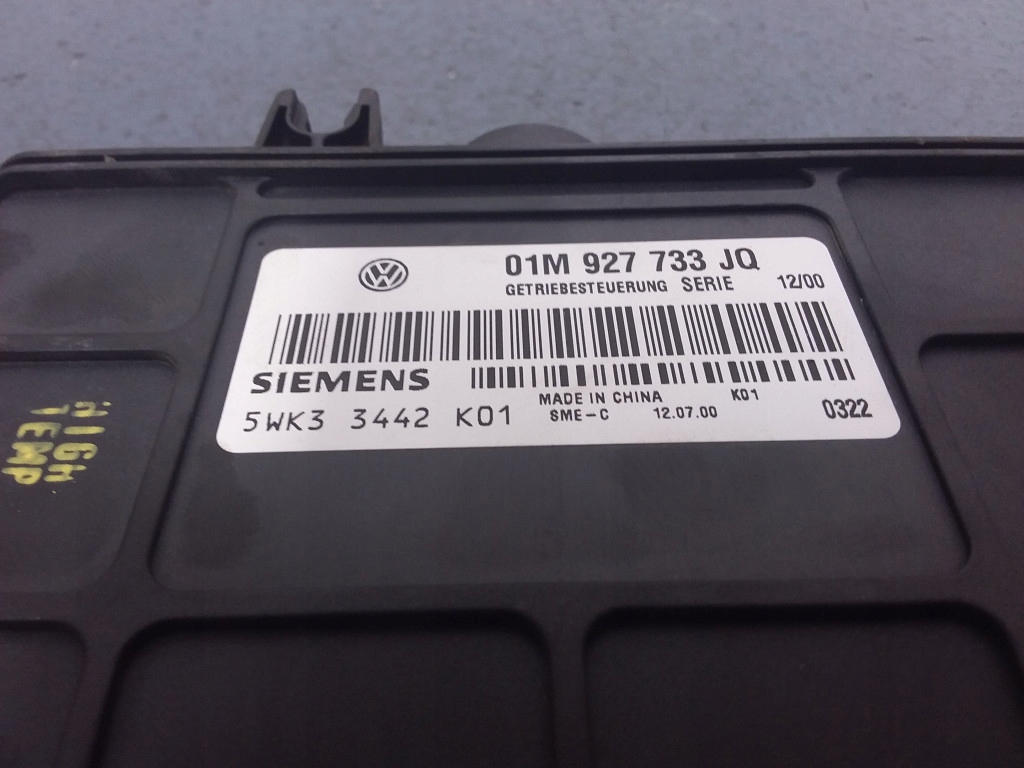 01M 927 733 JQ
GETRIEBESTEUERUNG SERIE 12/00
SIEMENS
MADE IN CHINA K01
5WK3 3442 K01 SME-C 12.07.00 0322
HIGH
TEMP